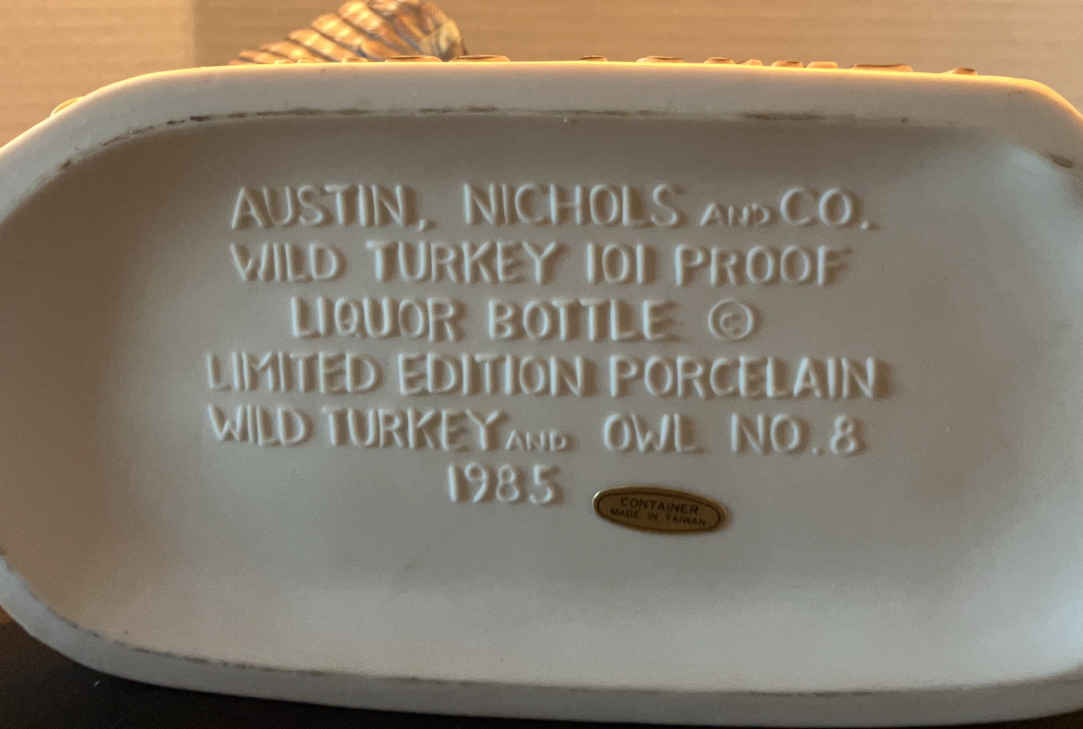 AUSTIN, NICHOLS AND CO.
WILD TURKEY 101 PROOF
LIQUOR BOTTLE ©
LIMITED EDITION PORCELAIN
WILD TURKEY AND OWL NO. 8
1985
CONTAINER
MADE IN TAIWAN